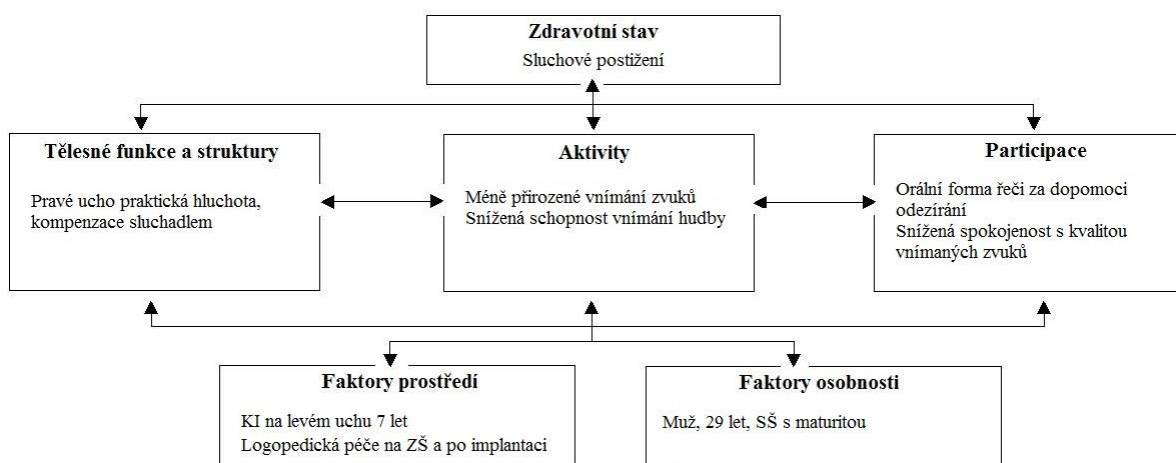 Zdravotní stav
Sluchové postižení
Tělesné funkce a struktury
Pravé ucho praktická hluchota,
kompenzace sluchadlem
Aktivity
Méně přirozené vnímání zvuků
Snížená schopnost vnímání hudby
Participace
Orální forma řeči za dopomoci
odezírání
Snížená spokojenost s kvalitou
vnímaných zvuků
Faktory prostředí
KI na levém uchu 7 let
Logopedická péče na ZŠ a po implantaci
Faktory osobnosti
Muž, 29 let, SŠ s maturitou